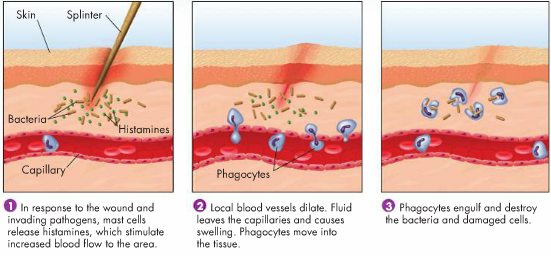 Skin
Splinter
Bacteria
Histamines
Capillary
Phagocytes
1 In response to the wound and
invading pathogens, mast cells
release histamines, which stimulate
increased blood flow to the area.
2 Local blood vessels dilate. Fluid
leaves the capillaries and causes
swelling. Phagocytes move into
the tissue.
3 Phagocytes engulf and destroy
the bacteria and damaged cells.